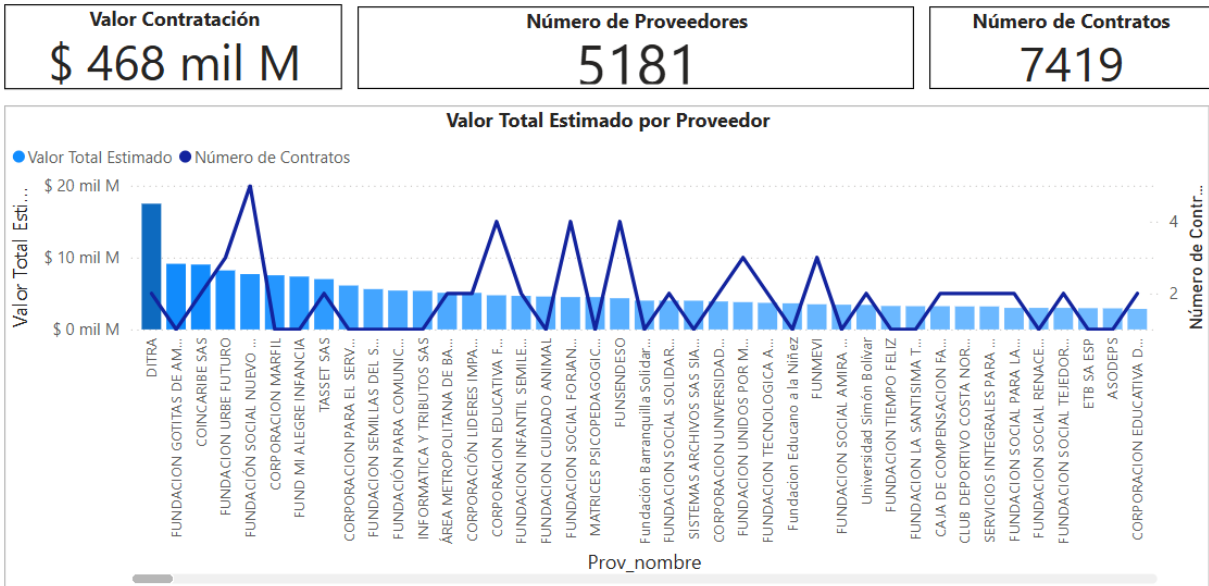 Valor Contratación
$ 468 mil M
Número de Proveedores
5181
Número de Contratos
7419
Valor Total Estimado por Proveedor
Valor Total Estimado
Número de Contratos
Valor Total Esti...
$ 20 mil M
$ 10 mil M
$ 0 mil M
4
2
Número de Contr...
DITRA
FUNDACION GOTITAS DE AM...
COINCARIBE SAS
FUNDACION URBE FUTURO
FUNDACIÓN SOCIAL NUEVO ...
CORPORACION MARFIL
FUND MI ALEGRE INFANCIA
TASSET SAS
CORPORACION PARA EL SERV...
FUNDACION SEMILLAS DEL S...
FUNDACIÓN PARA COMUNIC...
INFORMATICA Y TRIBUTOS SAS
ÁREA METROPOLITANA DE BA...
CORPORACIÓN LIDERES IMPA...
CORPORACION EDUCATIVA F...
FUNDACION INFANTIL SEMILE...
FUNDACION CUIDADO ANIMAL
FUNDACION SOCIAL FORJAN...
MATRICES PSICOPEDAGOGIC...
FUNSENDESO
Fundación Barranquilla Solidar...
FUNDACION SOCIAL SOLIDAR...
SISTEMAS ARCHIVOS SAS SIA...
CORPORACION UNIVERSIDAD...
FUNDACION UNIDOS POR M...
FUNDACION TECNOLOGICA A...
Fundacion Educano a la Niñez
FUNMEVI
FUNDACION SOCIAL AMIRA ...
Universidad Simón Bolívar
FUNDACION TIEMPO FELIZ
FUNDACION LA SANTISIMA T...
CAJA DE COMPENSACION FA...
CLUB DEPORTIVO COSTA NOR...
SERVICIOS INTEGRALES PARA ...
FUNDACION SOCIAL PARA LA...
FUNDACION SOCIAL RENACE...
FUNDACION SOCIAL TEJEDOR...
ETB SA ESP
ASODEPS
CORPORACION EDUCATIVA D...
Prov_nombre